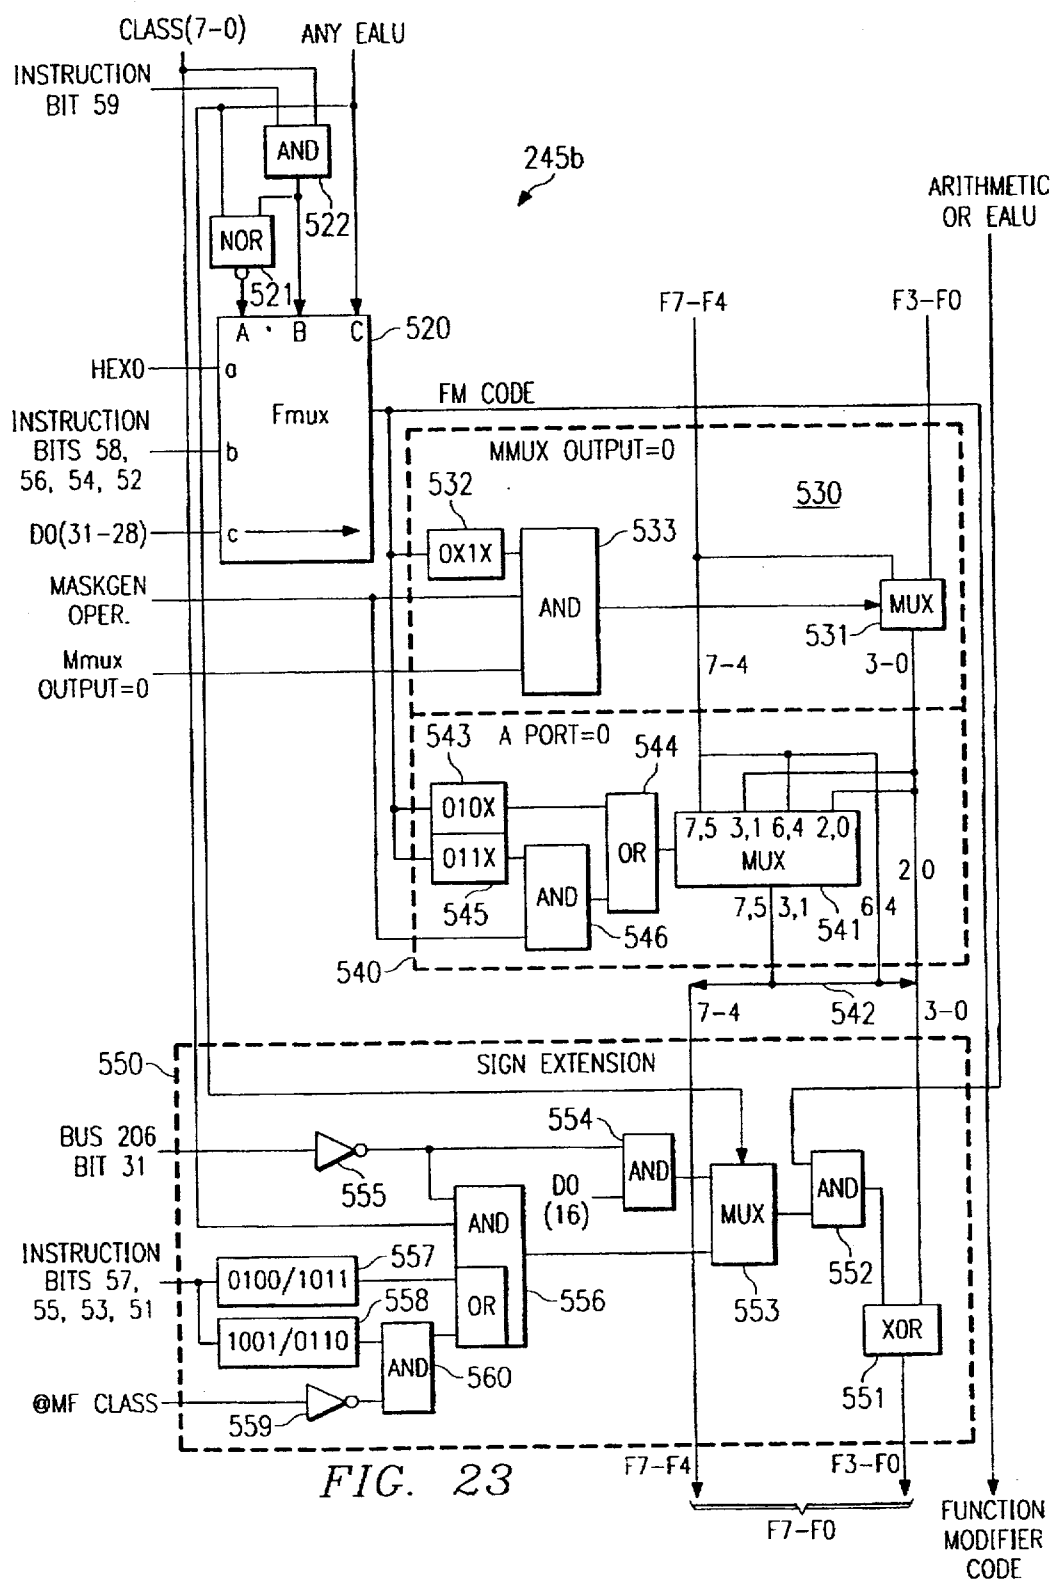 CLASS(7-0)
ANY EALU
INSTRUCTION
BIT 59
AND
522
NOR
521
245b
ARITHMETIC
OR EALU
F7-F4
F3-F0
A B C
520
HEX0
a
Fmux
FM CODE
INSTRUCTION
BITS 58,
56, 54, 52
b
D0(31-28)
c
MMUX OUTPUT=0
530
532
0X1X
533
AND
MASKGEN
OPER.
Mmux
OUTPUT=0
MUX
531
7-4
3-0
A PORT=0
543
010X
011X
545
544
OR
AND
546
7,5 3,1 6,4 2,0
MUX
7,5 3,1
541
6 4
2 0
540
7-4
542
3-0
550
SIGN EXTENSION
BUS 206
BIT 31
555
554
AND
D0
(16)
MUX
553
AND
552
AND
OR
556
INSTRUCTION
BITS 57,
55, 53, 51
0100/1011
557
1001/0110
558
AND
560
@MF CLASS
559
XOR
551
FIG. 23
F7-F4
F3-F0
F7-F0
FUNCTION
MODIFIER
CODE